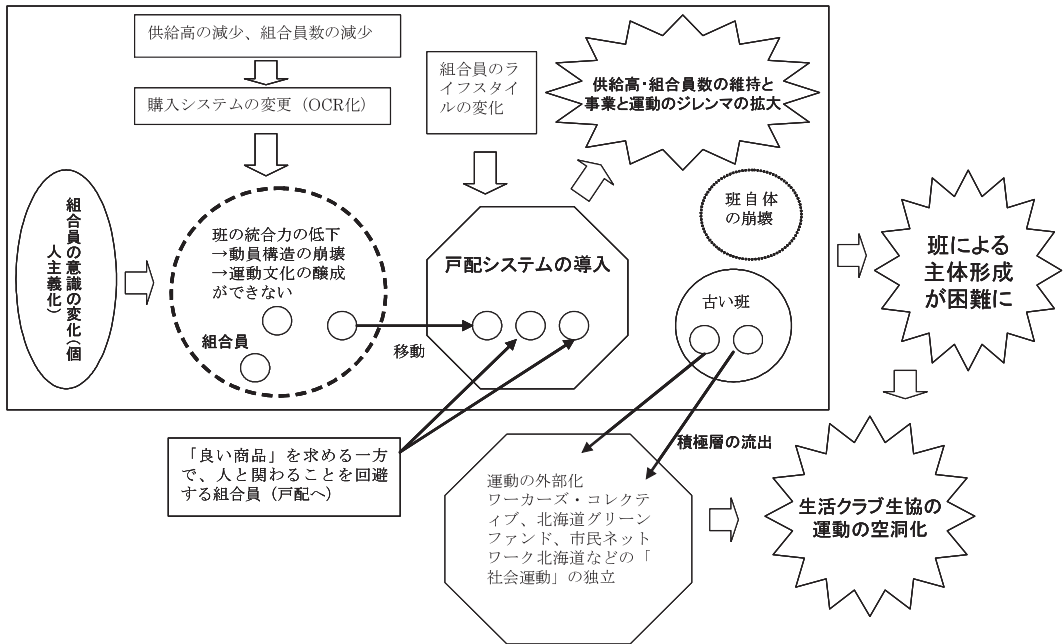 供給高の減少、組合員数の減少
購入システムの変更（OCR化）
組合員のラ
イフスタイ
ルの変化
供給高・組合員数の維持と
事業と運動のジレンマの拡大
組合員の意識の変化（個
人主義化）
班の統合力の低下
→動員構造の崩壊
→運動文化の醸成
ができない
組合員
移動
戸配システムの導入
班自体
の崩壊
古い班
班による
主体形成
が困難に
「良い商品」を求める一方
で、人と関わることを回避
する組合員（戸配へ）
積極層の流出
運動の外部化
ワーカーズ・コレクテ
ィブ、北海道グリーン
ファンド、市民ネット
ワーク北海道などの「
社会運動」の独立
生活クラブ生協の
運動の空洞化